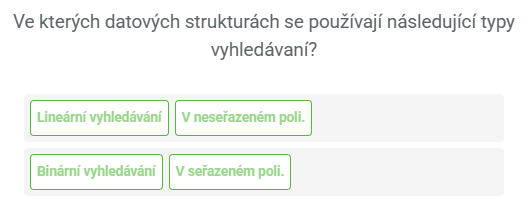 Ve kterých datových strukturách se používají následující typy
vyhledávaní?
Lineární vyhledávání V neseřazeném poli.
Binární vyhledávání V seřazeném poli.